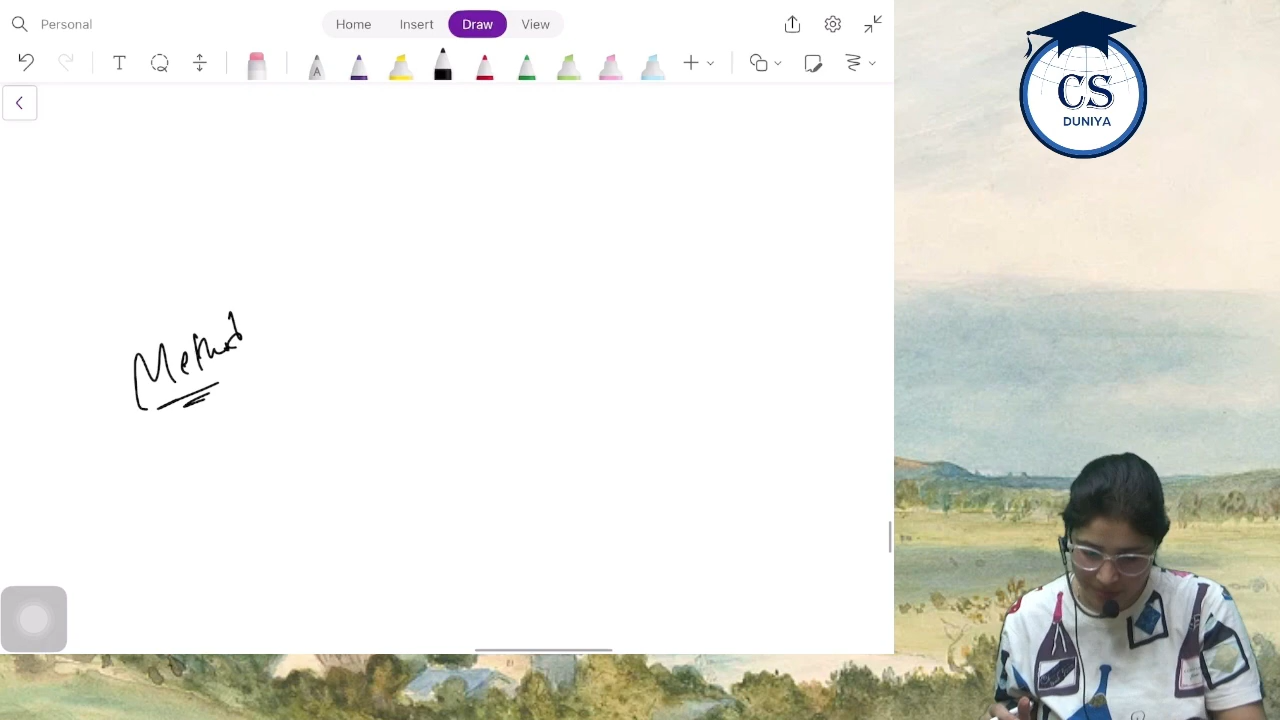 Personal
Home Insert Draw View
T
A
Method
CS
DUNIYA